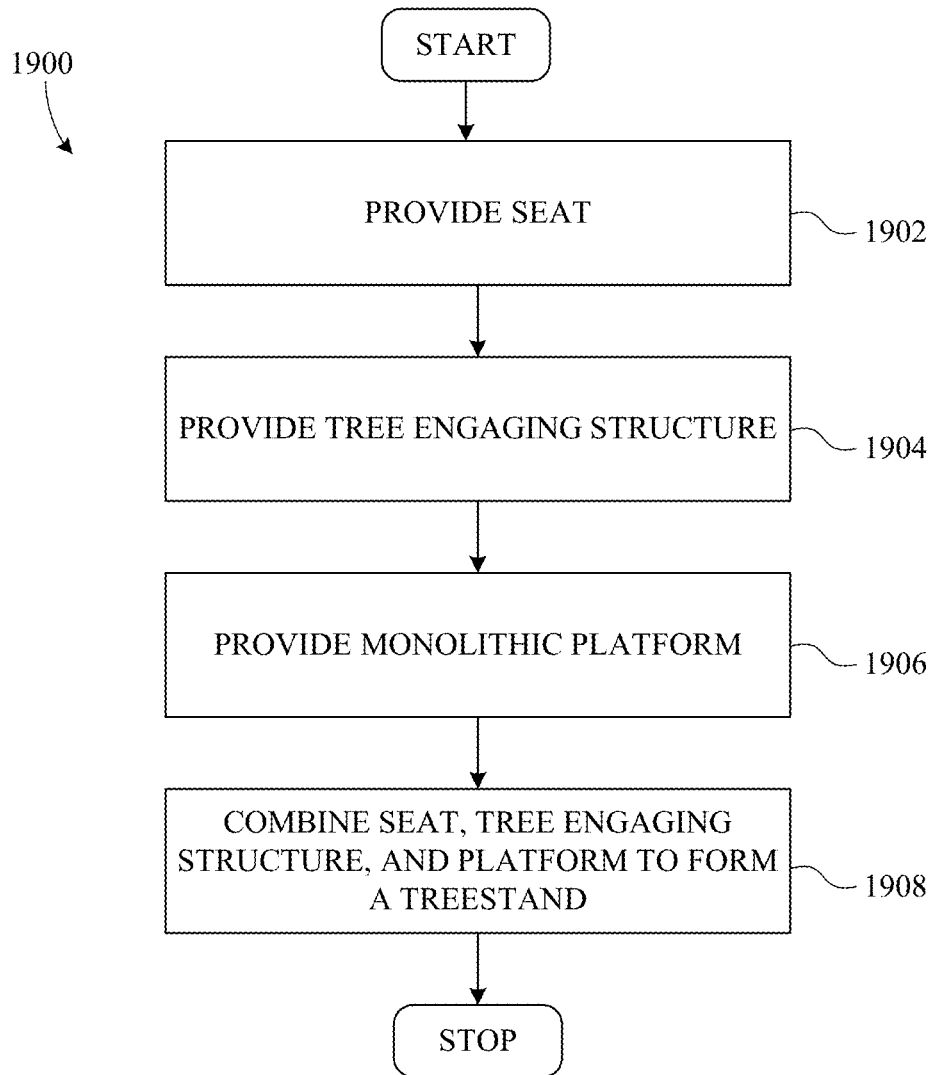 START
1900
PROVIDE SEAT
1902
PROVIDE TREE ENGAGING STRUCTURE
1904
PROVIDE MONOLITHIC PLATFORM
1906
COMBINE SEAT, TREE ENGAGING
STRUCTURE, AND PLATFORM TO FORM
A TREESTAND
1908
STOP